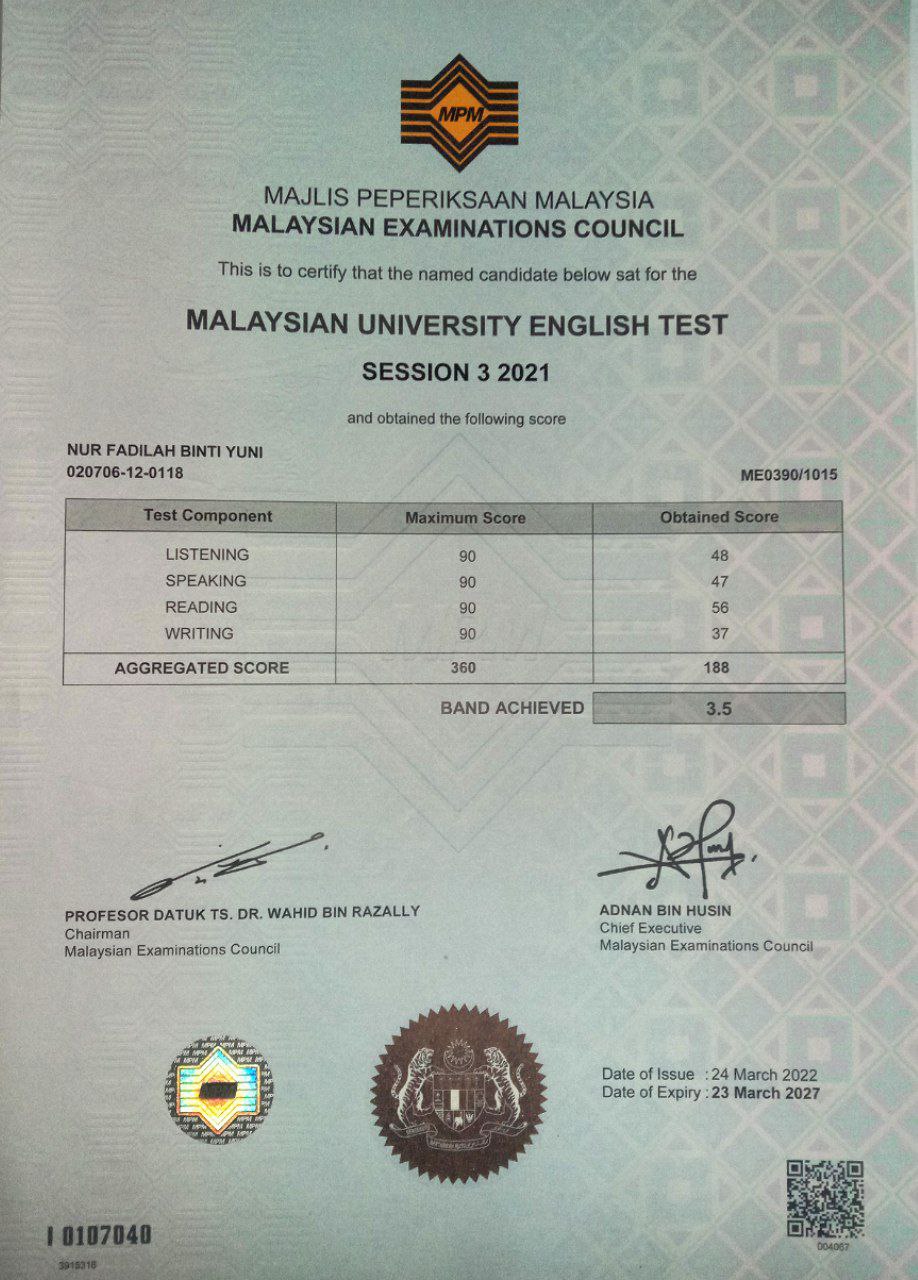 MPM
MAJLIS PEPERIKSAAN MALAYSIA
MALAYSIAN EXAMINATIONS COUNCIL
This is to certify that the named candidate below sat for the
MALAYSIAN UNIVERSITY ENGLISH TEST
SESSION 3 2021
and obtained the following score
NUR FADILAH BINTI YUNI
020706-12-0118 ME0390/1015
Test Component Maximum Score Obtained Score
LISTENING 90 48
SPEAKING 90 47
READING 90 56
WRITING 90 37
AGGREGATED SCORE 360 188
BAND ACHIEVED 3.5
PROFESOR DATUK TS. DR. WAHID BIN RAZALLY
Chairman
Malaysian Examinations Council
ADNAN BIN HUSIN
Chief Executive
Malaysian Examinations Council
Date of Issue : 24 March 2022
Date of Expiry : 23 March 2027
I 0107040
3915318
004067